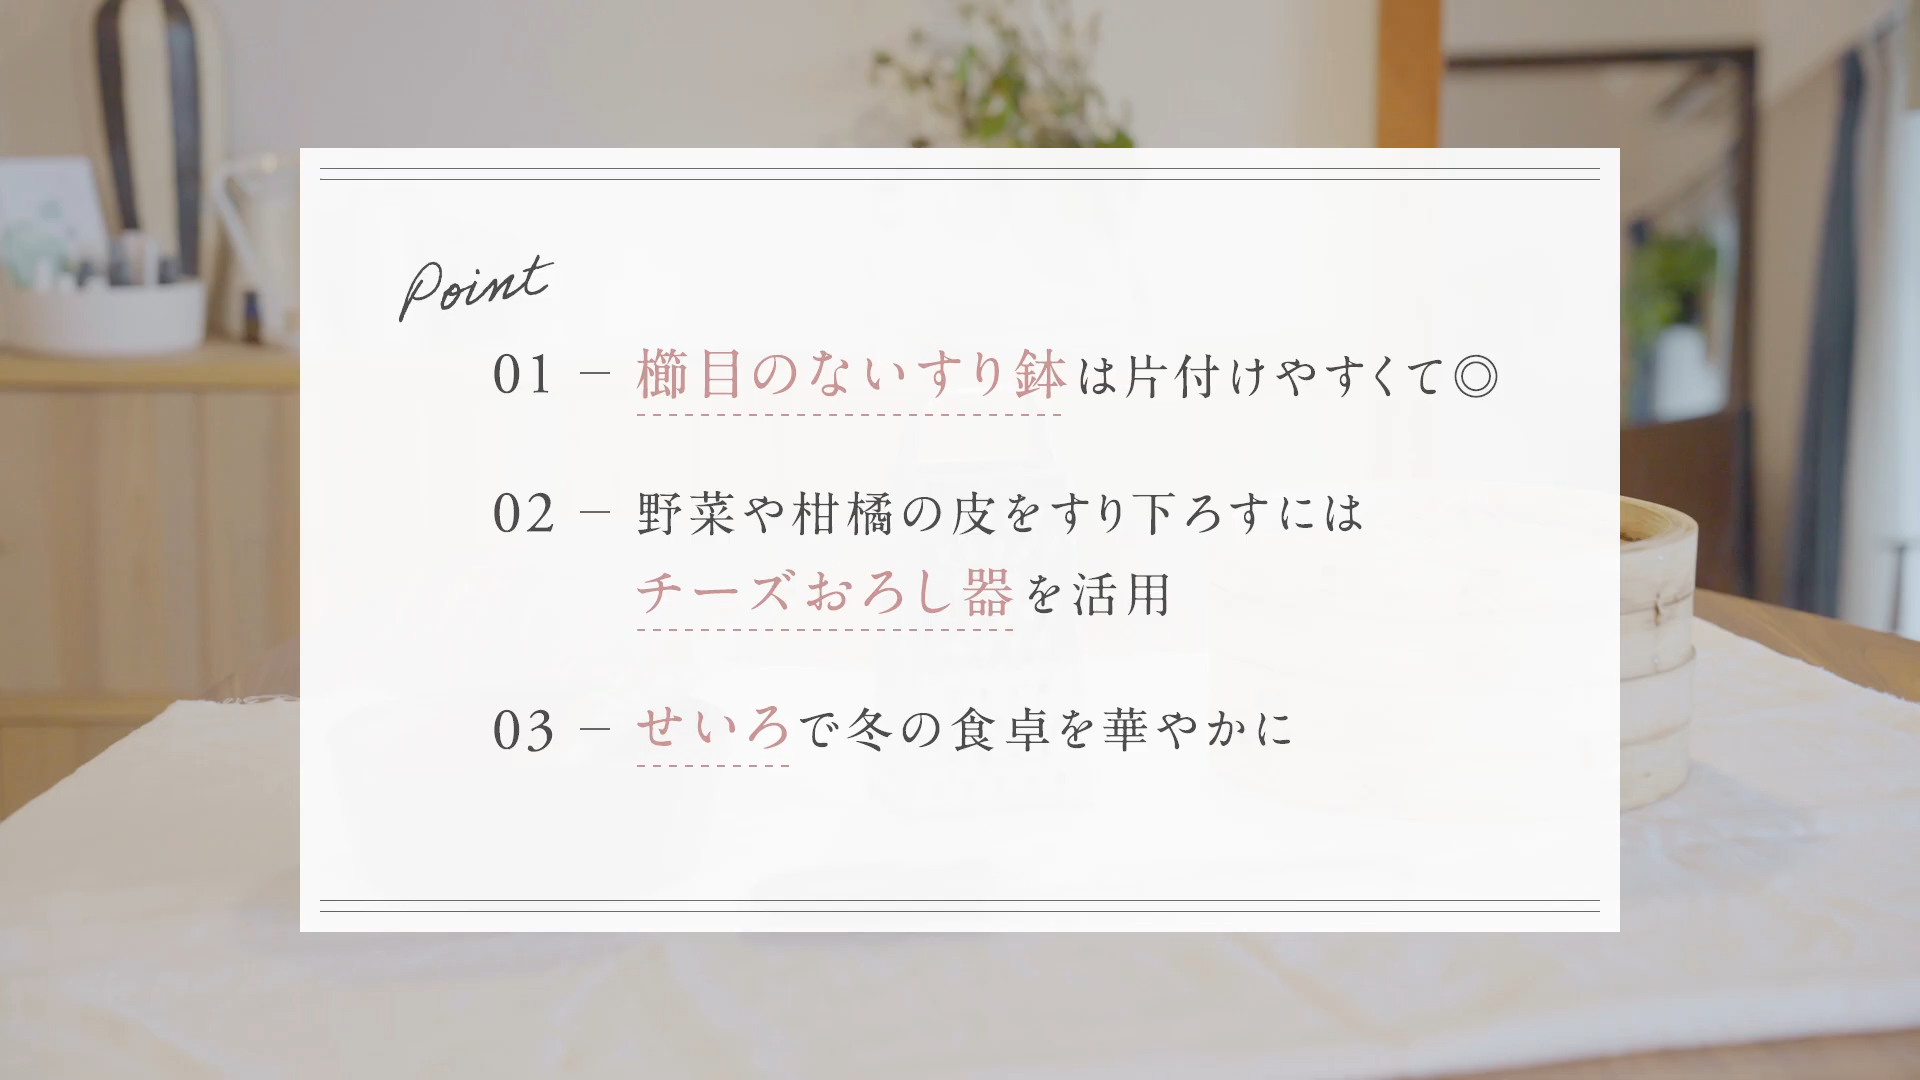 Point
01 – 櫛目のないすり鉢は片付けやすくて◎
02 – 野菜や柑橘の皮をすり下ろすには
チーズおろし器を活用
03 – せいろで冬の食卓を華やかに